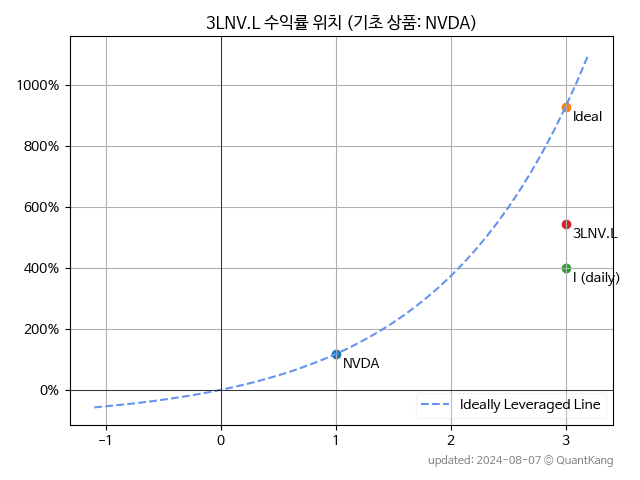 3LNV.L 수익률 위치 (기초 상품: NVDA)
1000%
800%
600%
400%
200%
0%
Ideal
3LNV.L
I (daily)
NVDA
Ideally Leveraged Line
−1 0 1 2 3
updated: 2024-08-07 © QuantKang